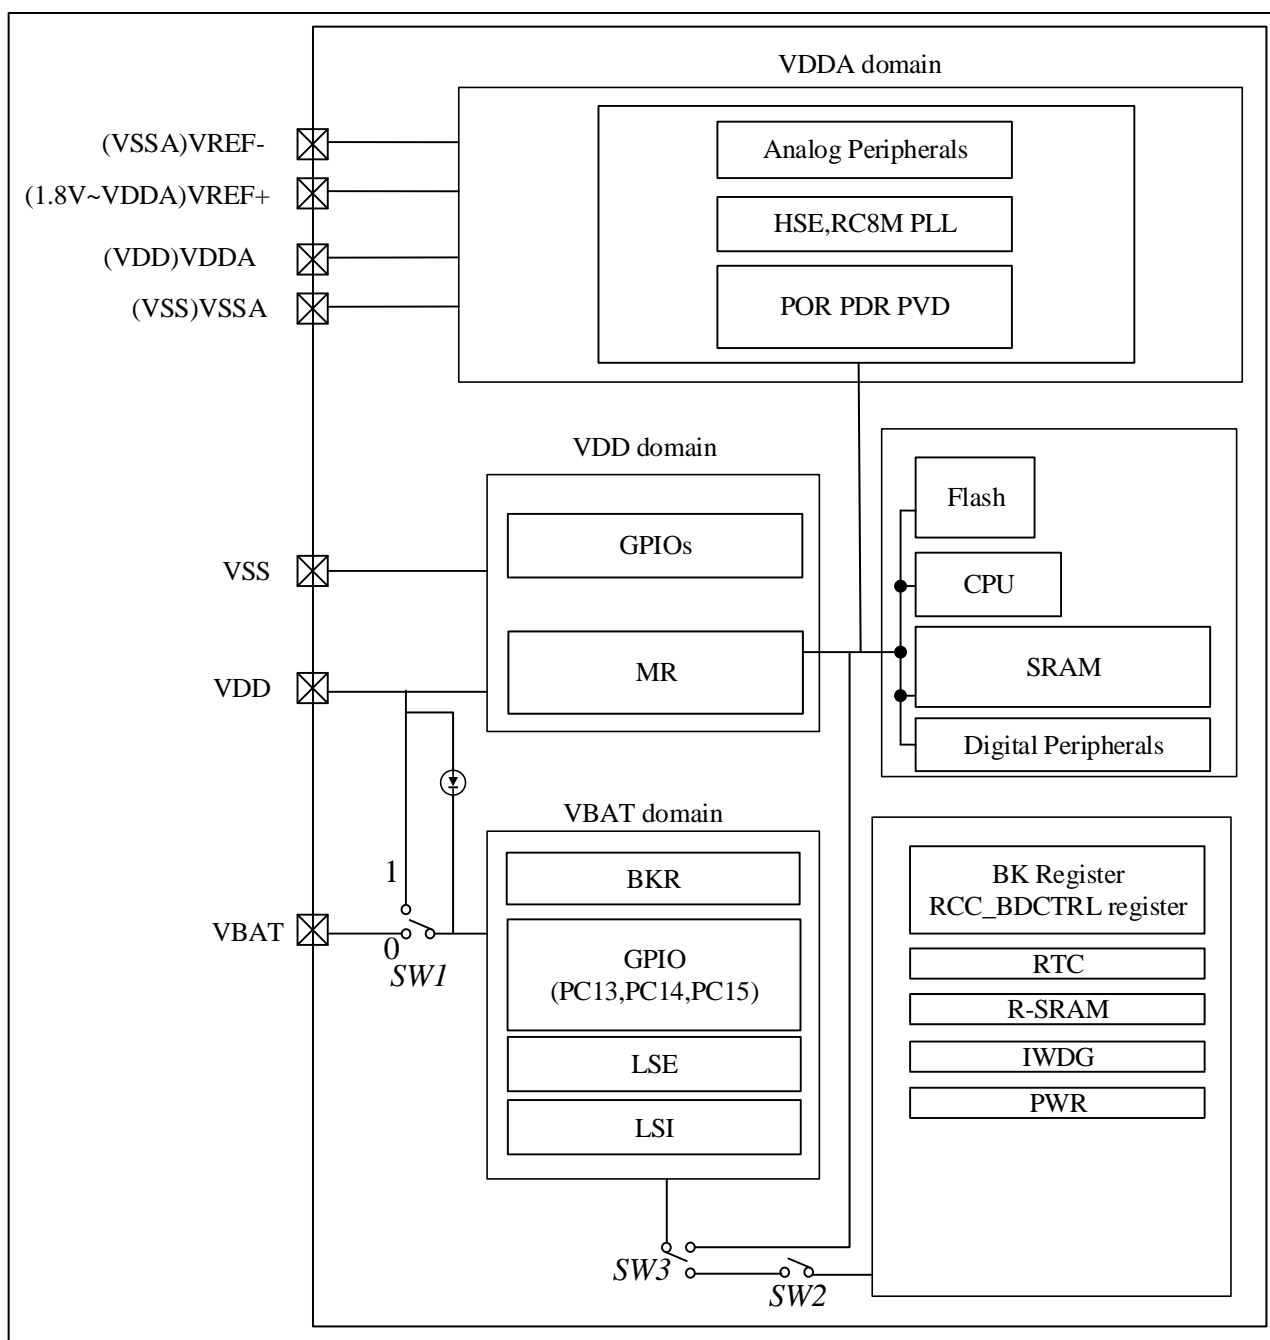 VDDA domain
(VSSA)VREF-
(1.8V~VDDA)VREF+
(VDD)VDDA
(VSS)VSSA
Analog Peripherals
HSE,RC8M PLL
POR PDR PVD
VDD domain
GPIOs
MR
VSS
VDD
Flash
CPU
SRAM
Digital Peripherals
VBAT domain
BKR
GPIO
(PC13,PC14,PC15)
LSE
LSI
1
VBAT
0
SW1
BK Register
RCC_BDCTRL register
RTC
R-SRAM
IWDG
PWR
SW3
SW2